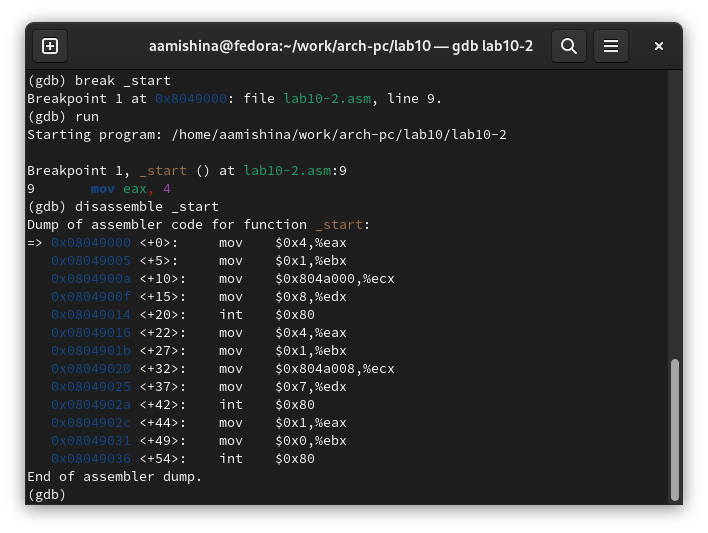 aamishina@fedora:~/work/arch-pc/lab10 — gdb lab10-2
(gdb) break _start
Breakpoint 1 at 0x8049000: file lab10-2.asm, line 9.
(gdb) run
Starting program: /home/aamishina/work/arch-pc/lab10/lab10-2
Breakpoint 1, _start () at lab10-2.asm:9
9       mov eax, 4
(gdb) disassemble _start
Dump of assembler code for function _start:
=> 0x08049000 <+0>:     mov    $0x4,%eax
   0x08049005 <+5>:     mov    $0x1,%ebx
   0x0804900a <+10>:    mov    $0x804a000,%ecx
   0x0804900f <+15>:    mov    $0x8,%edx
   0x08049014 <+20>:    int    $0x80
   0x08049016 <+22>:    mov    $0x4,%eax
   0x0804901b <+27>:    mov    $0x1,%ebx
   0x08049020 <+32>:    mov    $0x804a008,%ecx
   0x08049025 <+37>:    mov    $0x7,%edx
   0x0804902a <+42>:    int    $0x80
   0x0804902c <+44>:    mov    $0x1,%eax
   0x08049031 <+49>:    mov    $0x0,%ebx
   0x08049036 <+54>:    int    $0x80
End of assembler dump.
(gdb)